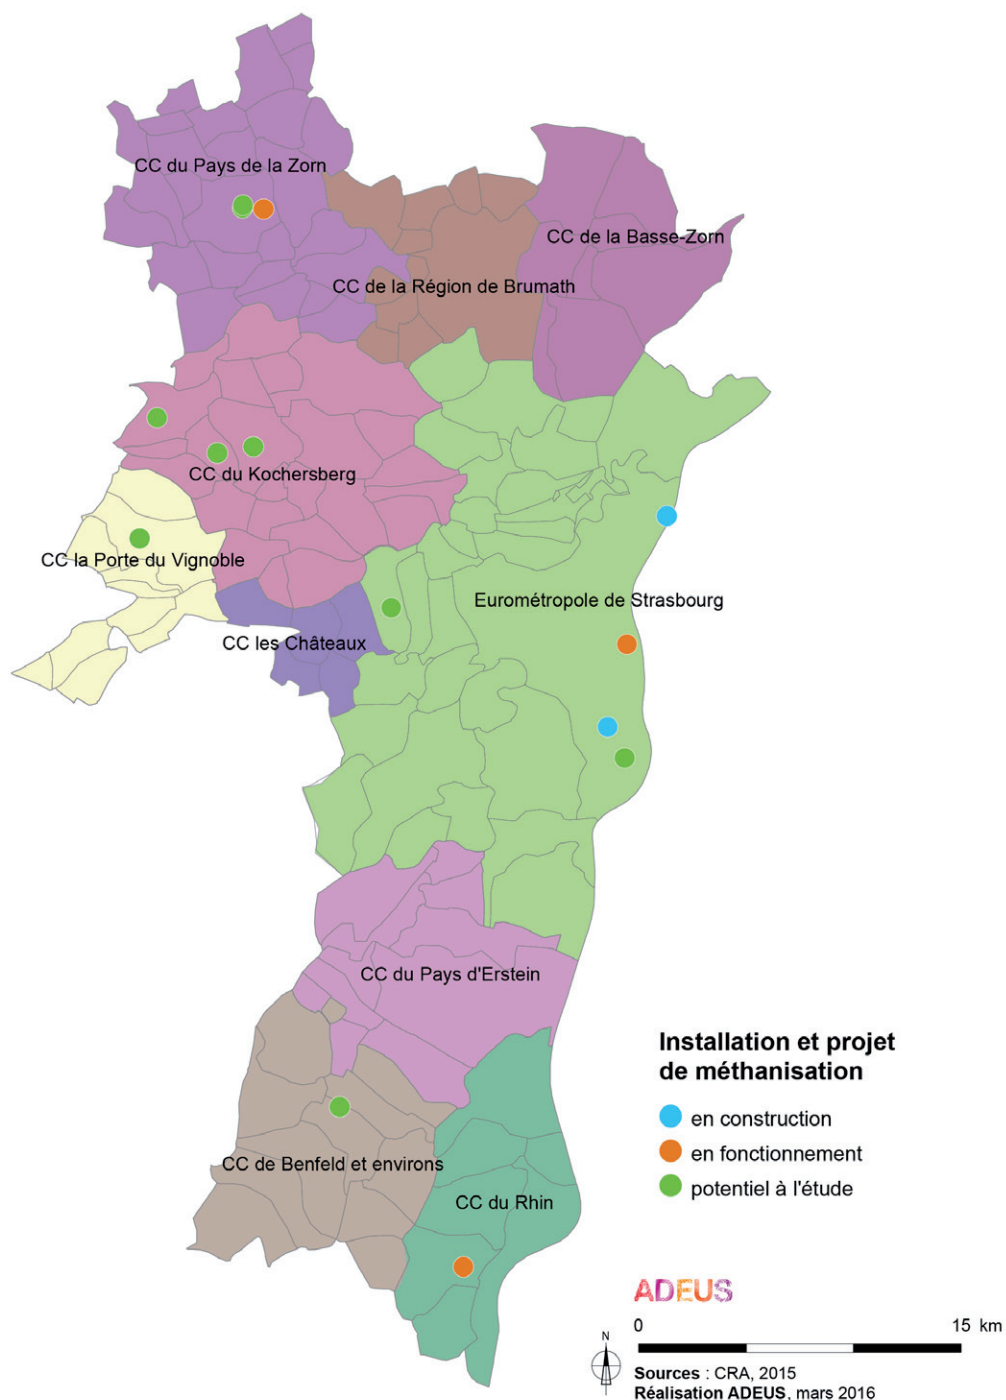 CC du Pays de la Zorn
CC de la Basse-Zorn
CC de la Région de Brumath
CC du Kochersberg
CC la Porte du Vignoble
Eurométropole de Strasbourg
CC les Châteaux
CC du Pays d'Erstein
Installation et projet
de méthanisation
en construction
en fonctionnement
potentiel à l'étude
CC de Benfeld et environs
CC du Rhin
ADEUS
0 15 km
N
Sources : CRA, 2015
Réalisation ADEUS, mars 2016